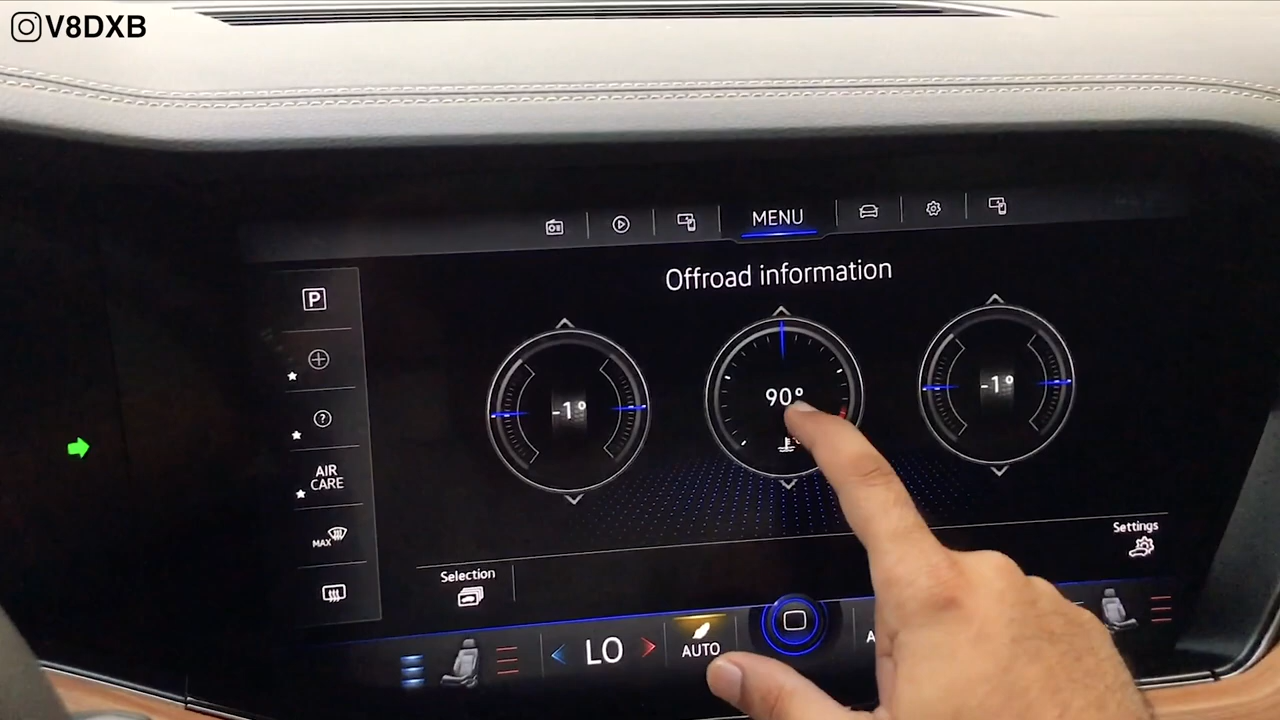 V8DXB
MENU
Offroad information
P
AIR
CARE
MAX
-1°
90°
-1°
Settings
Selection
LO
AUTO
A